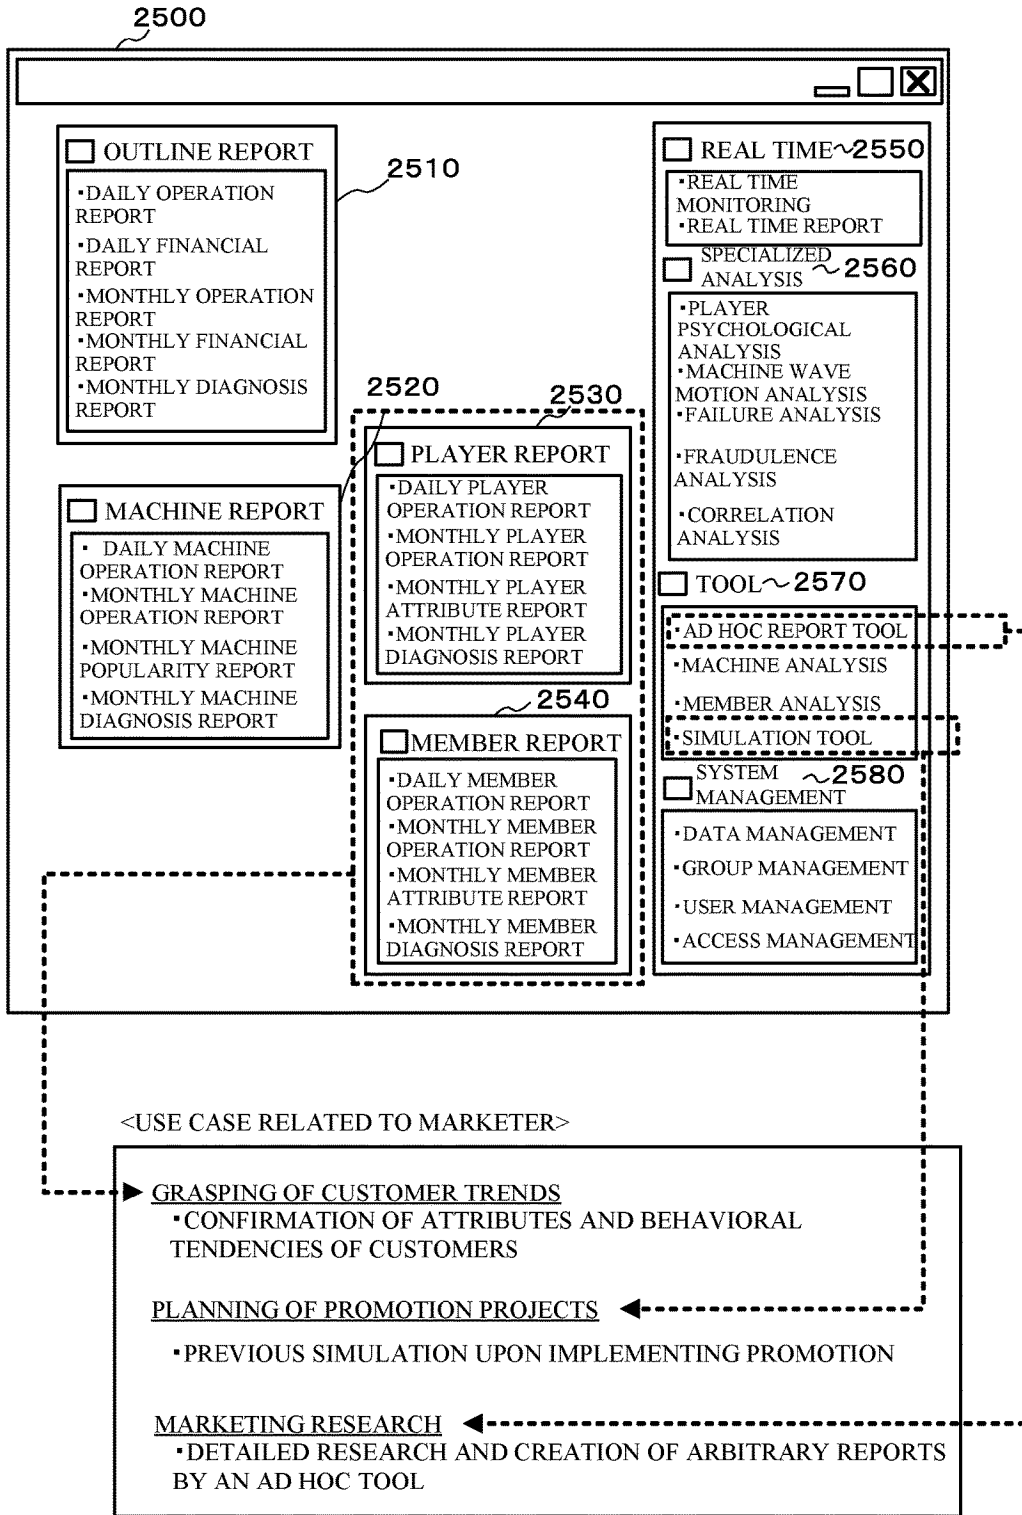 2500
OUTLINE REPORT
・DAILY OPERATION
REPORT
・DAILY FINANCIAL
REPORT
・MONTHLY OPERATION
REPORT
・MONTHLY FINANCIAL
REPORT
・MONTHLY DIAGNOSIS
REPORT
2510
MACHINE REPORT
・ DAILY MACHINE
OPERATION REPORT
・MONTHLY MACHINE
OPERATION REPORT
・MONTHLY MACHINE
POPULARITY REPORT
・MONTHLY MACHINE
DIAGNOSIS REPORT
2520
2530
PLAYER REPORT
・DAILY PLAYER
OPERATION REPORT
・MONTHLY PLAYER
OPERATION REPORT
・MONTHLY PLAYER
ATTRIBUTE REPORT
・MONTHLY PLAYER
DIAGNOSIS REPORT
2540
MEMBER REPORT
・DAILY MEMBER
OPERATION REPORT
・MONTHLY MEMBER
OPERATION REPORT
・MONTHLY MEMBER
ATTRIBUTE REPORT
・MONTHLY MEMBER
DIAGNOSIS REPORT
REAL TIME~2550
・REAL TIME
MONITORING
・REAL TIME REPORT
SPECIALIZED
ANALYSIS ~2560
・PLAYER
PSYCHOLOGICAL
ANALYSIS
・MACHINE WAVE
MOTION ANALYSIS
・FAILURE ANALYSIS
・FRAUDULENCE
ANALYSIS
・CORRELATION
ANALYSIS
TOOL~2570
・AD HOC REPORT TOOL
・MACHINE ANALYSIS
・MEMBER ANALYSIS
・SIMULATION TOOL
SYSTEM ~2580
MANAGEMENT
・DATA MANAGEMENT
・GROUP MANAGEMENT
・USER MANAGEMENT
・ACCESS MANAGEMENT
<USE CASE RELATED TO MARKETER>
GRASPING OF CUSTOMER TRENDS
・CONFIRMATION OF ATTRIBUTES AND BEHAVIORAL
TENDENCIES OF CUSTOMERS
PLANNING OF PROMOTION PROJECTS
・PREVIOUS SIMULATION UPON IMPLEMENTING PROMOTION
MARKETING RESEARCH
・DETAILED RESEARCH AND CREATION OF ARBITRARY REPORTS
BY AN AD HOC TOOL